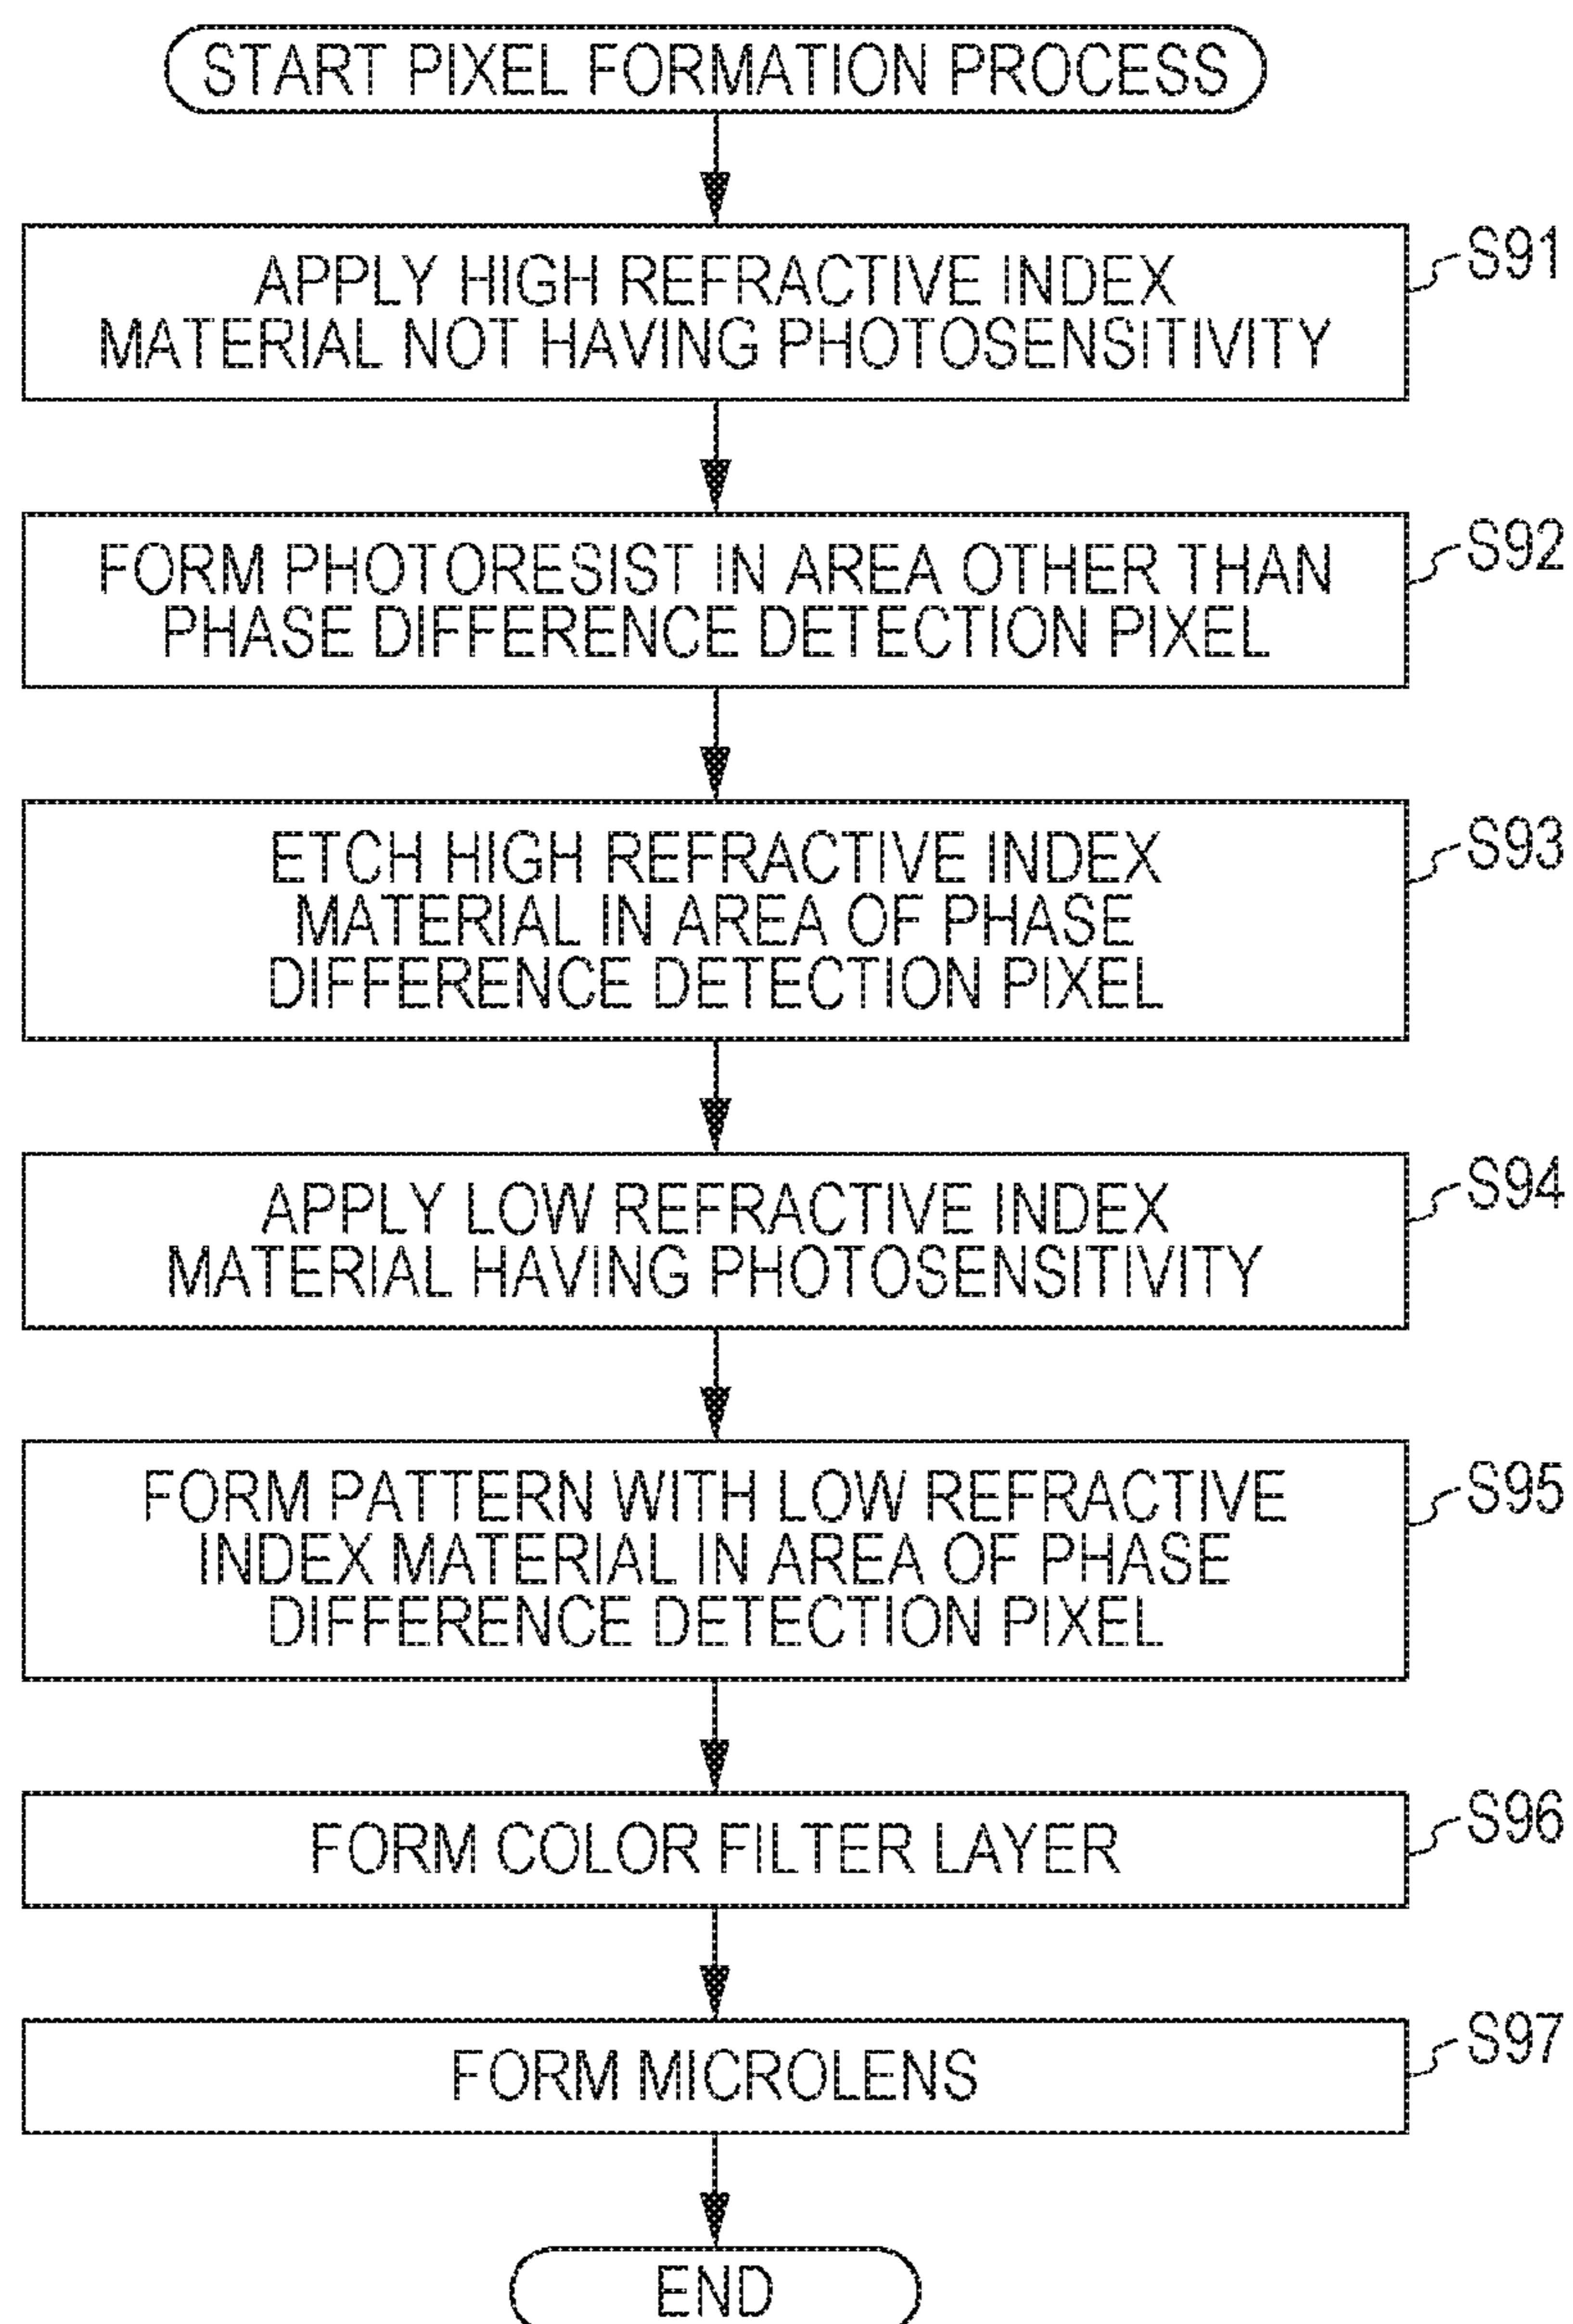 START PIXEL FORMATION PROCESS
APPLY HIGH REFRACTIVE INDEX
MATERIAL NOT HAVING PHOTOSENSITIVITY
S91
FORM PHOTORESIST IN AREA OTHER THAN
PHASE DIFFERENCE DETECTION PIXEL
S92
ETCH HIGH REFRACTIVE INDEX
MATERIAL IN AREA OF PHASE
DIFFERENCE DETECTION PIXEL
S93
APPLY LOW REFRACTIVE INDEX
MATERIAL HAVING PHOTOSENSITIVITY
S94
FORM PATTERN WITH LOW REFRACTIVE
INDEX MATERIAL IN AREA OF PHASE
DIFFERENCE DETECTION PIXEL
S95
FORM COLOR FILTER LAYER
S96
FORM MICROLENS
S97
END